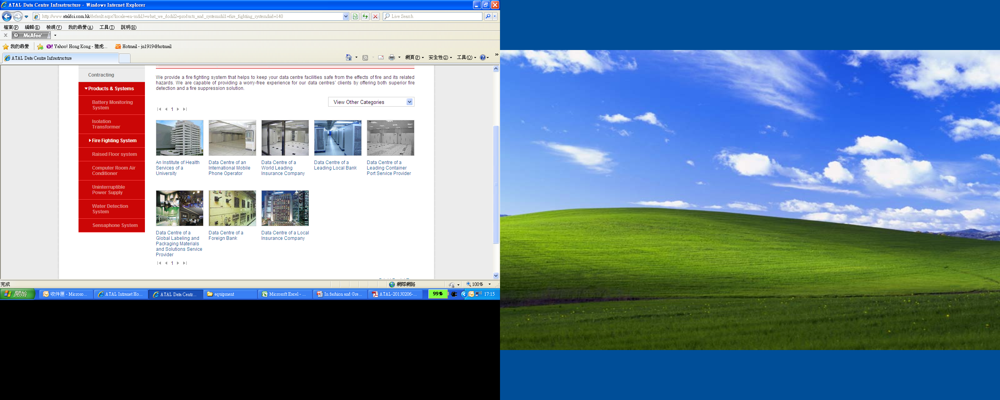 ATAL Data Centre Infrastructure - Windows Internet Explorer
http://www.ataldci.com.hk/default.aspx?locale=en-us&l3=what_we_do&l2=products_and_systems&l1=fire_fighting_system&id=140
Live Search
檔案(F) 編輯(E) 檢視(V) 我的最愛(A) 工具(T) 說明(H)
McAfee
我的最愛 Yahoo! Hong Kong - 雅虎... Hotmail - jn1919@hotmail
ATAL Data Centre Infrastructure
網頁(P) 安全性(S) 工具(O)
Contracting
Products & Systems
Battery Monitoring
System
Isolation
Transformer
Fire Fighting System
Raised Floor system
Computer Room Air
Conditioner
Uninterruptible
Power Supply
Water Detection
System
Sensaphone System
We provide a fire fighting system that helps to keep your data centre facilities safe from the effects of fire and its related
hazards. We are capable of providing a worry-free experience for our data centres' clients by offering both superior fire
detection and a fire suppression solution.
View Other Categories
1
An Institute of Health
Services of a
University
Data Centre of an
International Mobile
Phone Operator
Data Centre of a
World Leading
Insurance Company
Data Centre of a
Leading Local Bank
Data Centre of a
Leading Container
Port Service Provider
Data Centre of a
Global Labeling and
Packaging Materials
and Solutions Service
Provider
Data Centre of a
Foreign Bank
Data Centre of a Local
Insurance Company
1
完成
網際網路
100%
開始
收件匣 - Microso...
ATAL Intranet Ho...
ATAL Data Centr...
equipment
Microsoft Excel - ...
In fashion and Gre...
ATAL-20130206-...
99%
17:15